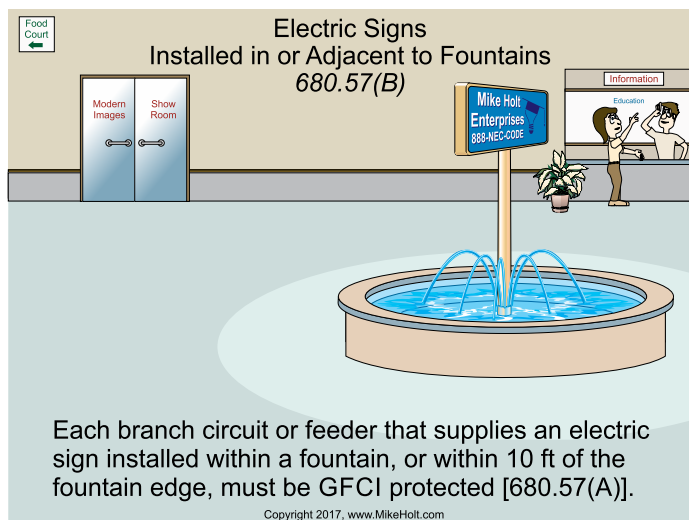 Food
Court
Electric Signs
Installed in or Adjacent to Fountains
680.57(B)
Modern
Images
Show
Room
Mike Holt
Enterprises
888-NEC-CODE
Information
Education
Each branch circuit or feeder that supplies an electric
sign installed within a fountain, or within 10 ft of the
fountain edge, must be GFCI protected [680.57(A)].
Copyright 2017, www.MikeHolt.com